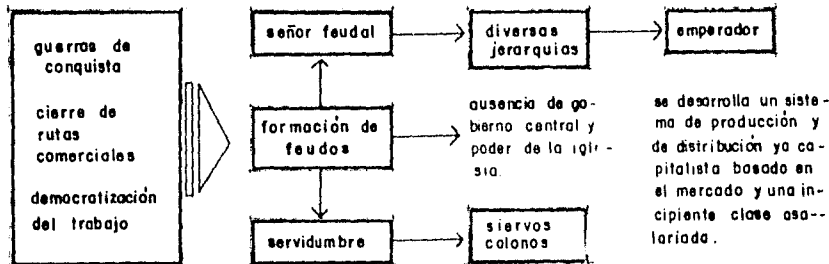 guerras de
conquista
cierre de
rutas
comerciales
democratización
del trabajo
señor feudal
formación de
feudos
servidumbre
diversas
jerarquias
ausencia de go-
bierno central y
poder de la igle-
sia.
siervos
colonos
emperador
se desarrolla un siste-
ma de producción y
de distribución ya ca-
pitalista basado en
el mercado y una in-
cipiente clase asa--
lariada.